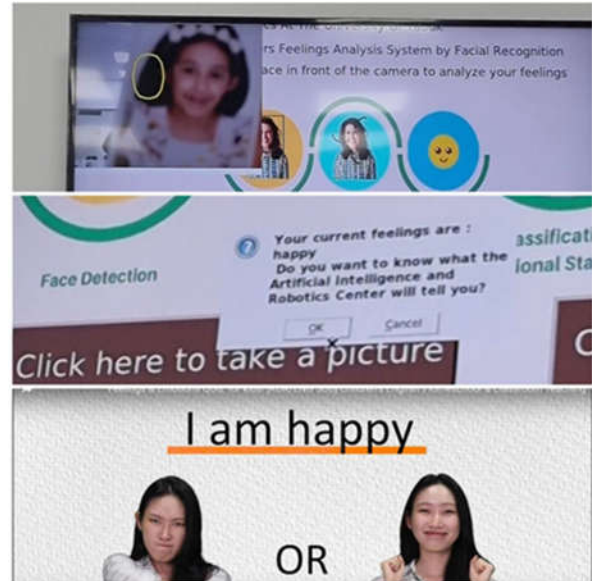 rs Feelings Analysis System by Facial Recognition
ace in front of the camera to analyze your feelings
Face Detection
Your current feelings are :
happy
Do you want to know what the
Artificial Intelligence and
Robotics Center will tell you?
OK
Cancel
assificati
ional Sta
Click here to take a picture
C
I am happy
OR